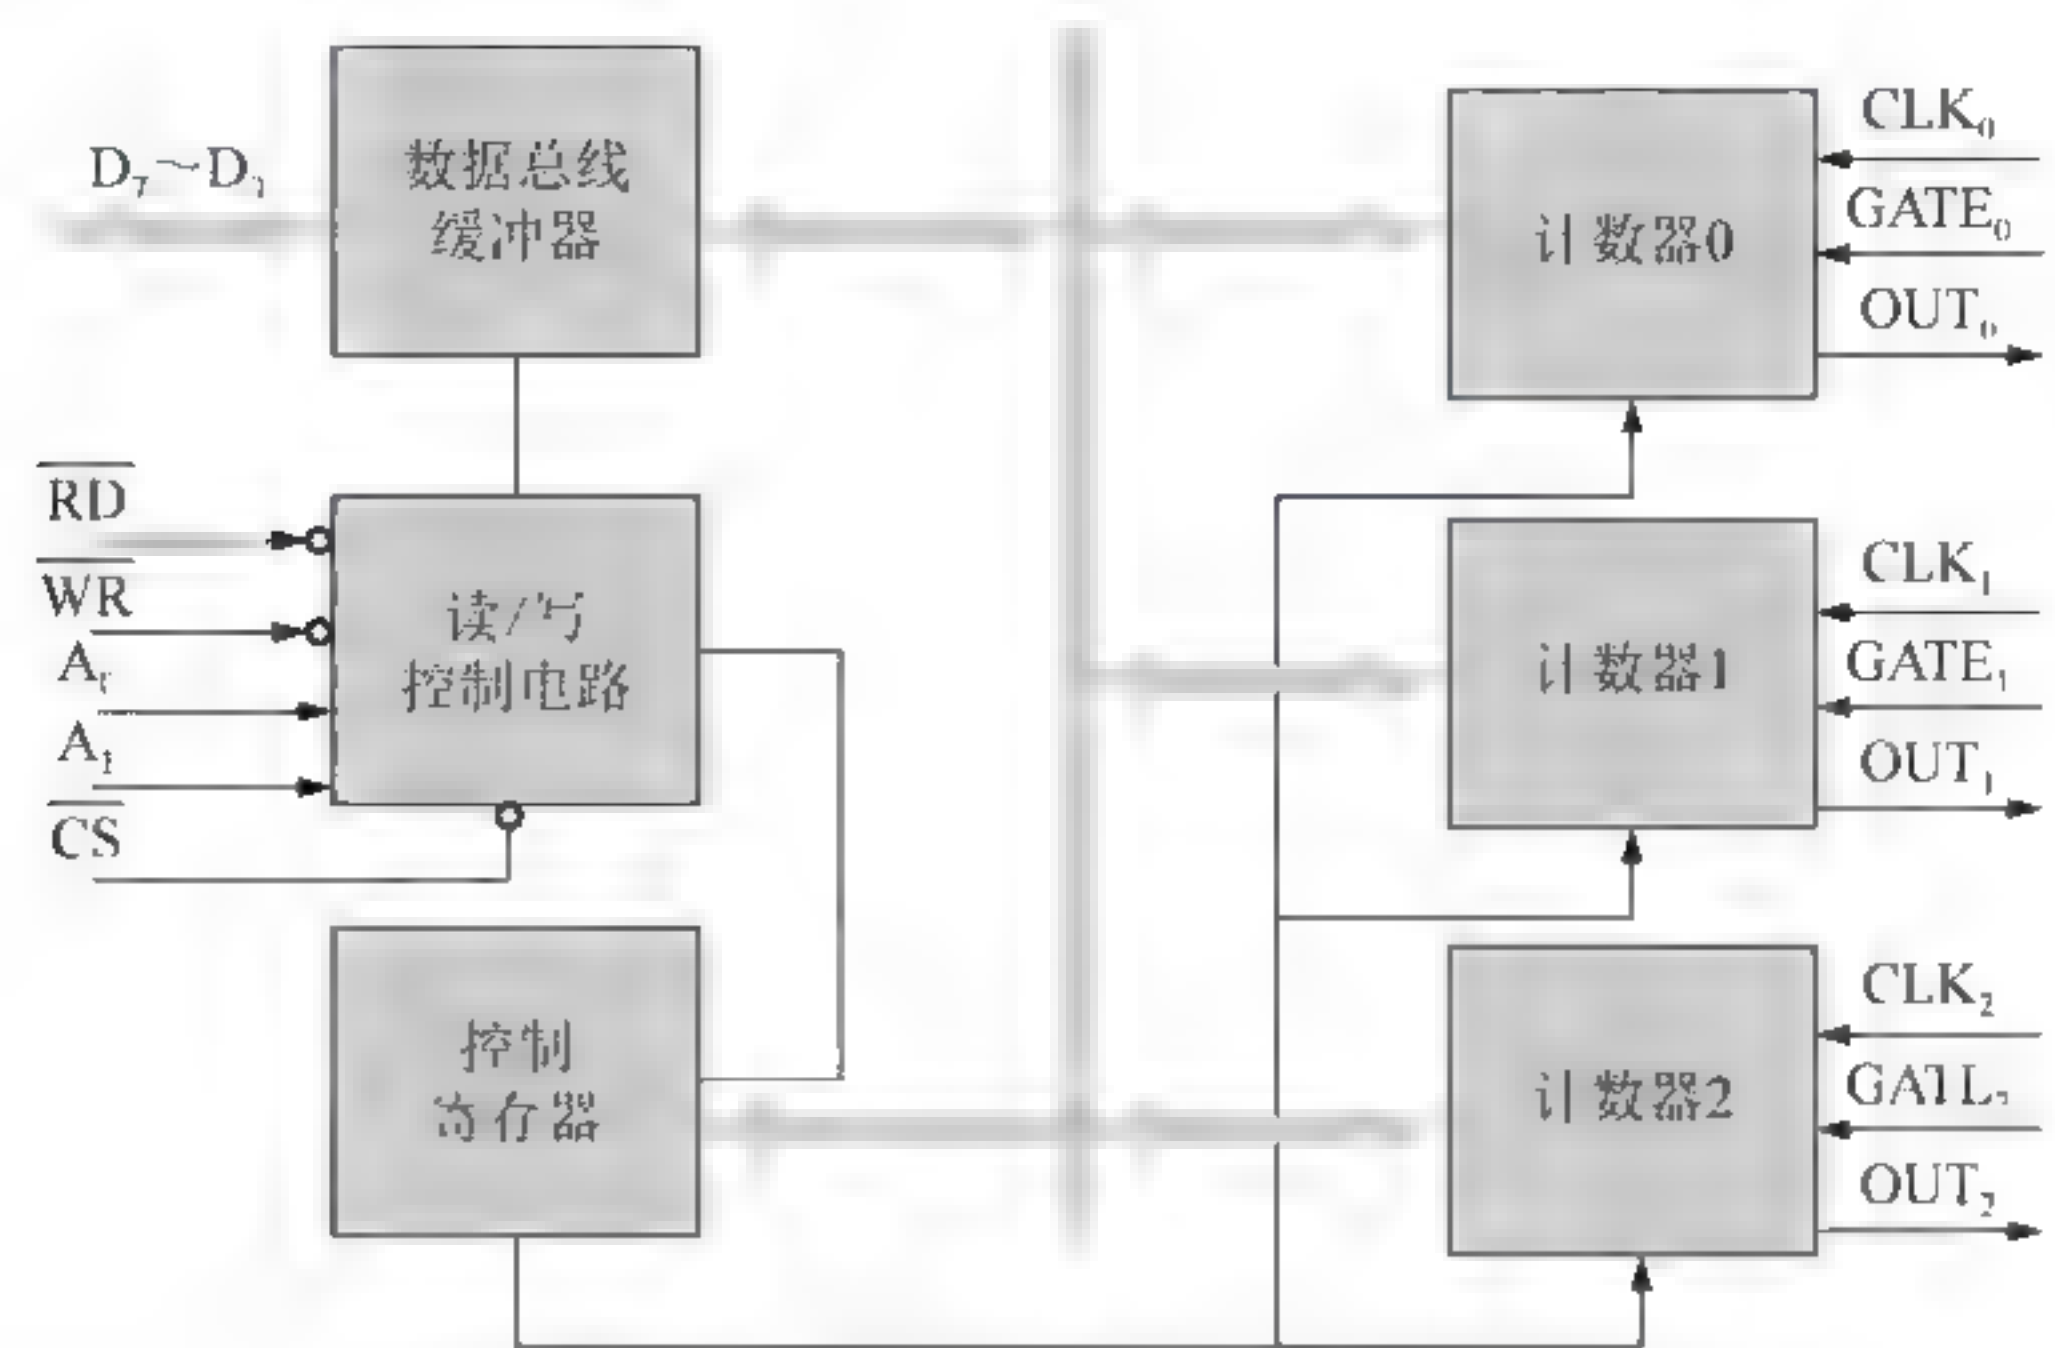 D₇～D₀
数据总线
缓冲器
RD
WR
A₀
A₁
CS
读/写
控制电路
控制
寄存器
计数器0
CLK₀
GATE₀
OUT₀
计数器1
CLK₁
GATE₁
OUT₁
计数器2
CLK₂
GATE₂
OUT₂